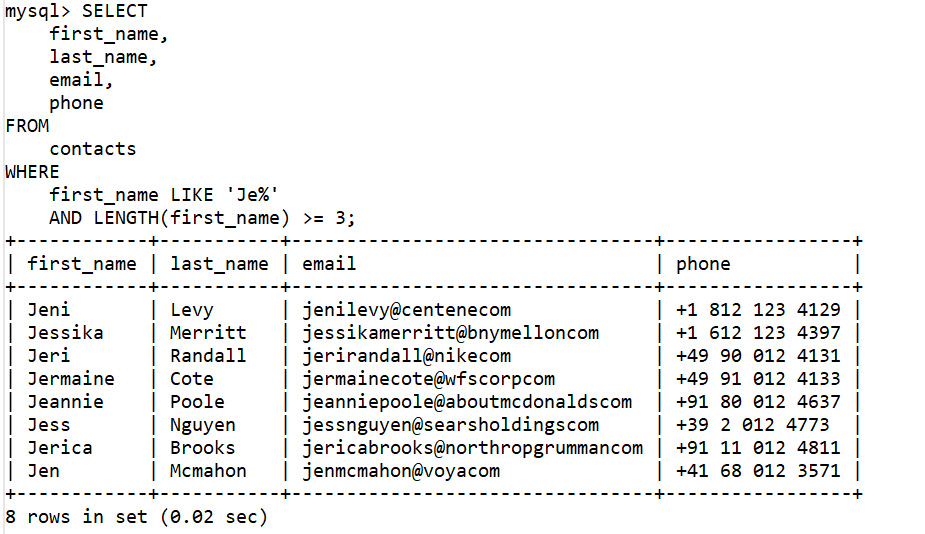 mysql> SELECT
    first_name,
    last_name,
    email,
    phone
FROM
    contacts
WHERE
    first_name LIKE 'Je%'
    AND LENGTH(first_name) >= 3;
+------------+-----------+---------------------------------+-----------------+
| first_name | last_name | email                           | phone           |
+------------+-----------+---------------------------------+-----------------+
| Jeni       | Levy      | jenilevy@centenecom             | +1 812 123 4129 |
| Jessika    | Merritt   | jessikamerritt@bnymelloncom     | +1 612 123 4397 |
| Jeri       | Randall   | jerirandall@nikecom             | +49 90 012 4131 |
| Jermaine   | Cote      | jermainecote@wfscorpcom         | +49 91 012 4133 |
| Jeannie    | Poole     | jeanniepoole@aboutmcdonaldscom  | +91 80 012 4637 |
| Jess       | Nguyen    | jessnguyen@searsholdingscom     | +39 2 012 4773  |
| Jerica     | Brooks    | jericabrooks@northropgrummancom | +91 11 012 4811 |
| Jen        | Mcmahon   | jenmcmahon@voyacom              | +41 68 012 3571 |
+------------+-----------+---------------------------------+-----------------+
8 rows in set (0.02 sec)